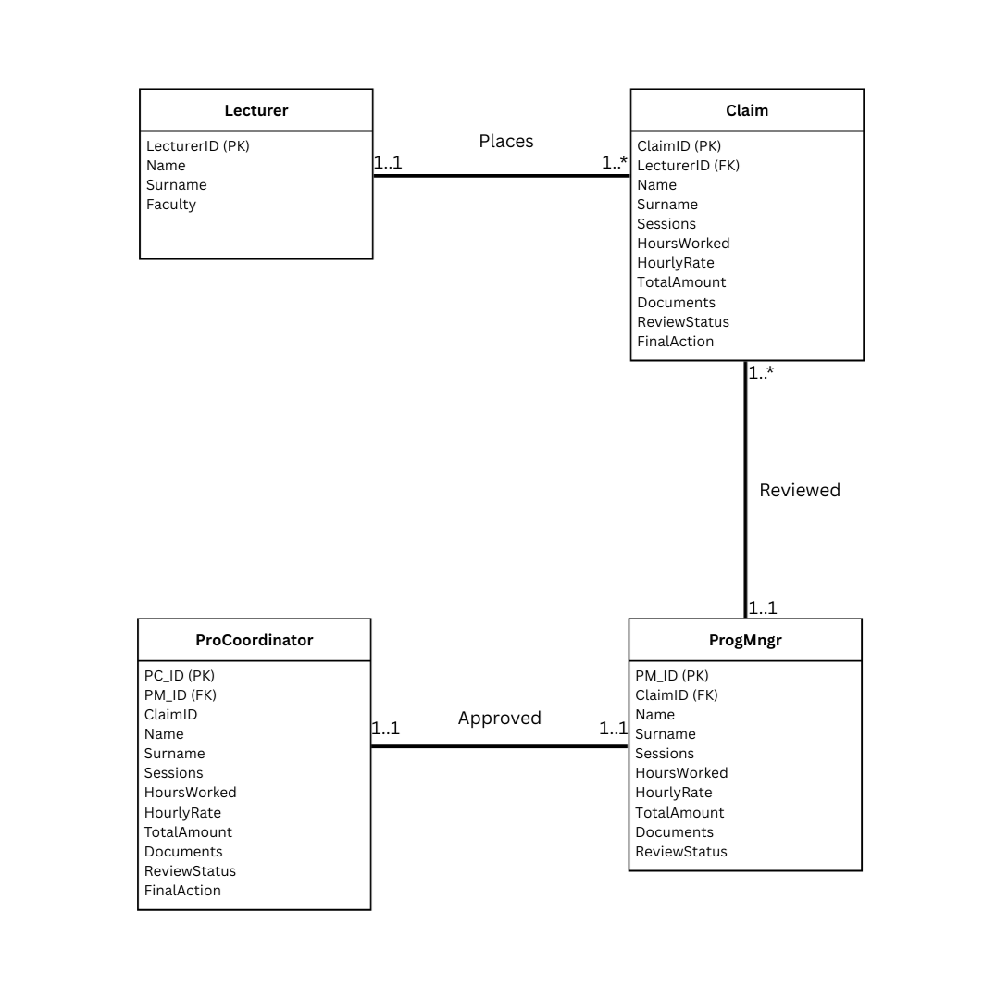 Lecturer
LecturerID (PK)
Name
Surname
Faculty
Places
1..1
1..*
Claim
ClaimID (PK)
LecturerID (FK)
Name
Surname
Sessions
HoursWorked
HourlyRate
TotalAmount
Documents
ReviewStatus
FinalAction
1..*
Reviewed
1..1
ProCoordinator
PC_ID (PK)
PM_ID (FK)
ClaimID
Name
Surname
Sessions
HoursWorked
HourlyRate
TotalAmount
Documents
ReviewStatus
FinalAction
Approved
1..1
1..1
ProgMngr
PM_ID (PK)
ClaimID (FK)
Name
Surname
Sessions
HoursWorked
HourlyRate
TotalAmount
Documents
ReviewStatus